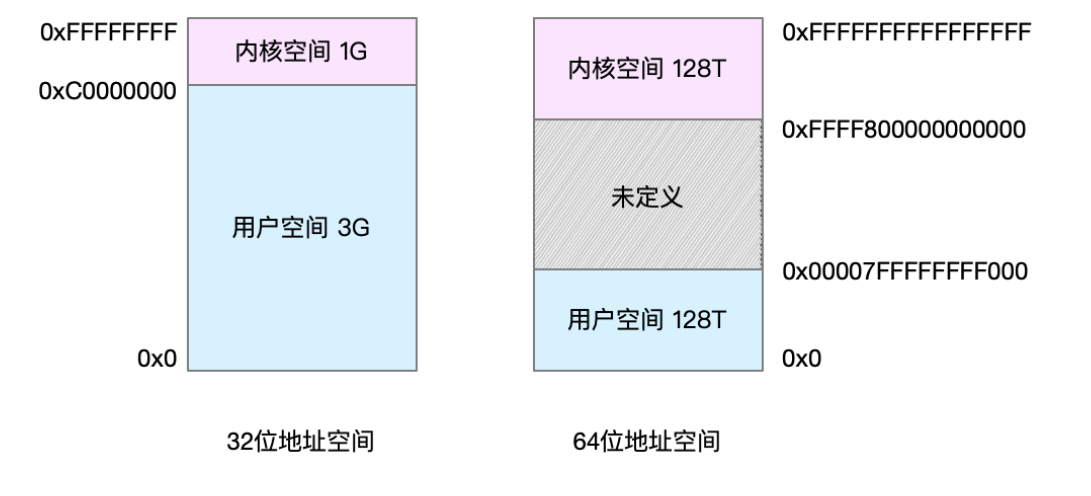 0xFFFFFFFF
内核空间 1G
0xC0000000
用户空间 3G
0x0
32位地址空间
0xFFFFFFFFFFFFFFFF
内核空间 128T
0xFFFF800000000000
未定义
0x00007FFFFFFFF000
用户空间 128T
0x0
64位地址空间